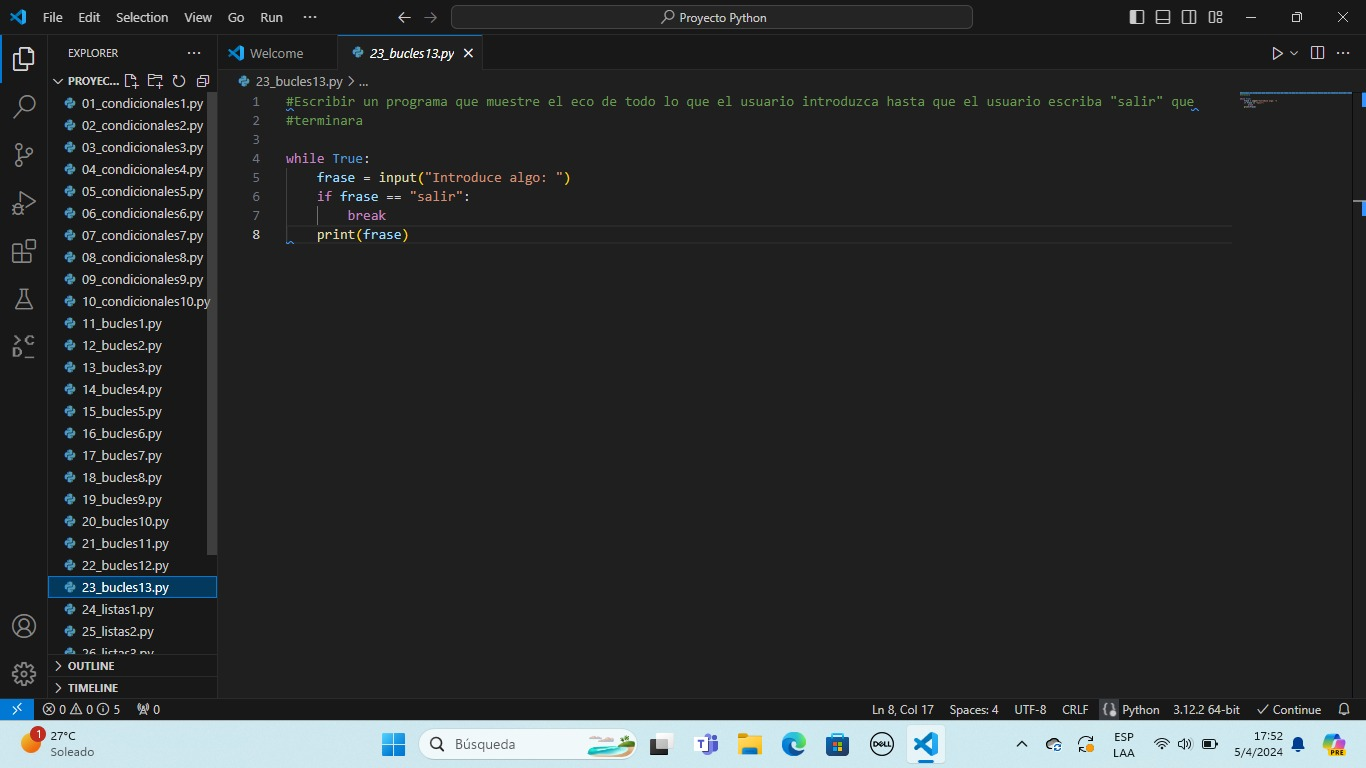 File Edit Selection View Go Run ···
Proyecto Python
EXPLORER
Welcome
23_bucles13.py
PROYEC...
23_bucles13.py > ...
01_condicionales1.py
02_condicionales2.py
03_condicionales3.py
04_condicionales4.py
05_condicionales5.py
06_condicionales6.py
07_condicionales7.py
08_condicionales8.py
09_condicionales9.py
10_condicionales10.py
11_bucles1.py
12_bucles2.py
13_bucles3.py
14_bucles4.py
15_bucles5.py
16_bucles6.py
17_bucles7.py
18_bucles8.py
19_bucles9.py
20_bucles10.py
21_bucles11.py
22_bucles12.py
23_bucles13.py
24_listas1.py
25_listas2.py
26_listas3.py
OUTLINE
TIMELINE
1 #Escribir un programa que muestre el eco de todo lo que el usuario introduzca hasta que el usuario escriba "salir" que
2 #terminara
3
4 while True:
5     frase = input("Introduce algo: ")
6     if frase == "salir":
7         break
8     print(frase)
0 0 5 0
Ln 8, Col 17 Spaces: 4 UTF-8 CRLF Python 3.12.2 64-bit Continue
1
27°C
Soleado
Búsqueda
DELL
ESP
LAA
17:52
5/4/2024
PRE